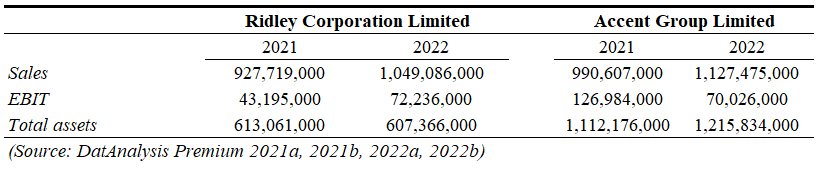 Ridley Corporation Limited Accent Group Limited
2021 2022 2021 2022
Sales 927,719,000 1,049,086,000 990,607,000 1,127,475,000
EBIT 43,195,000 72,236,000 126,984,000 70,026,000
Total assets 613,061,000 607,366,000 1,112,176,000 1,215,834,000
(Source: DatAnalysis Premium 2021a, 2021b, 2022a, 2022b)